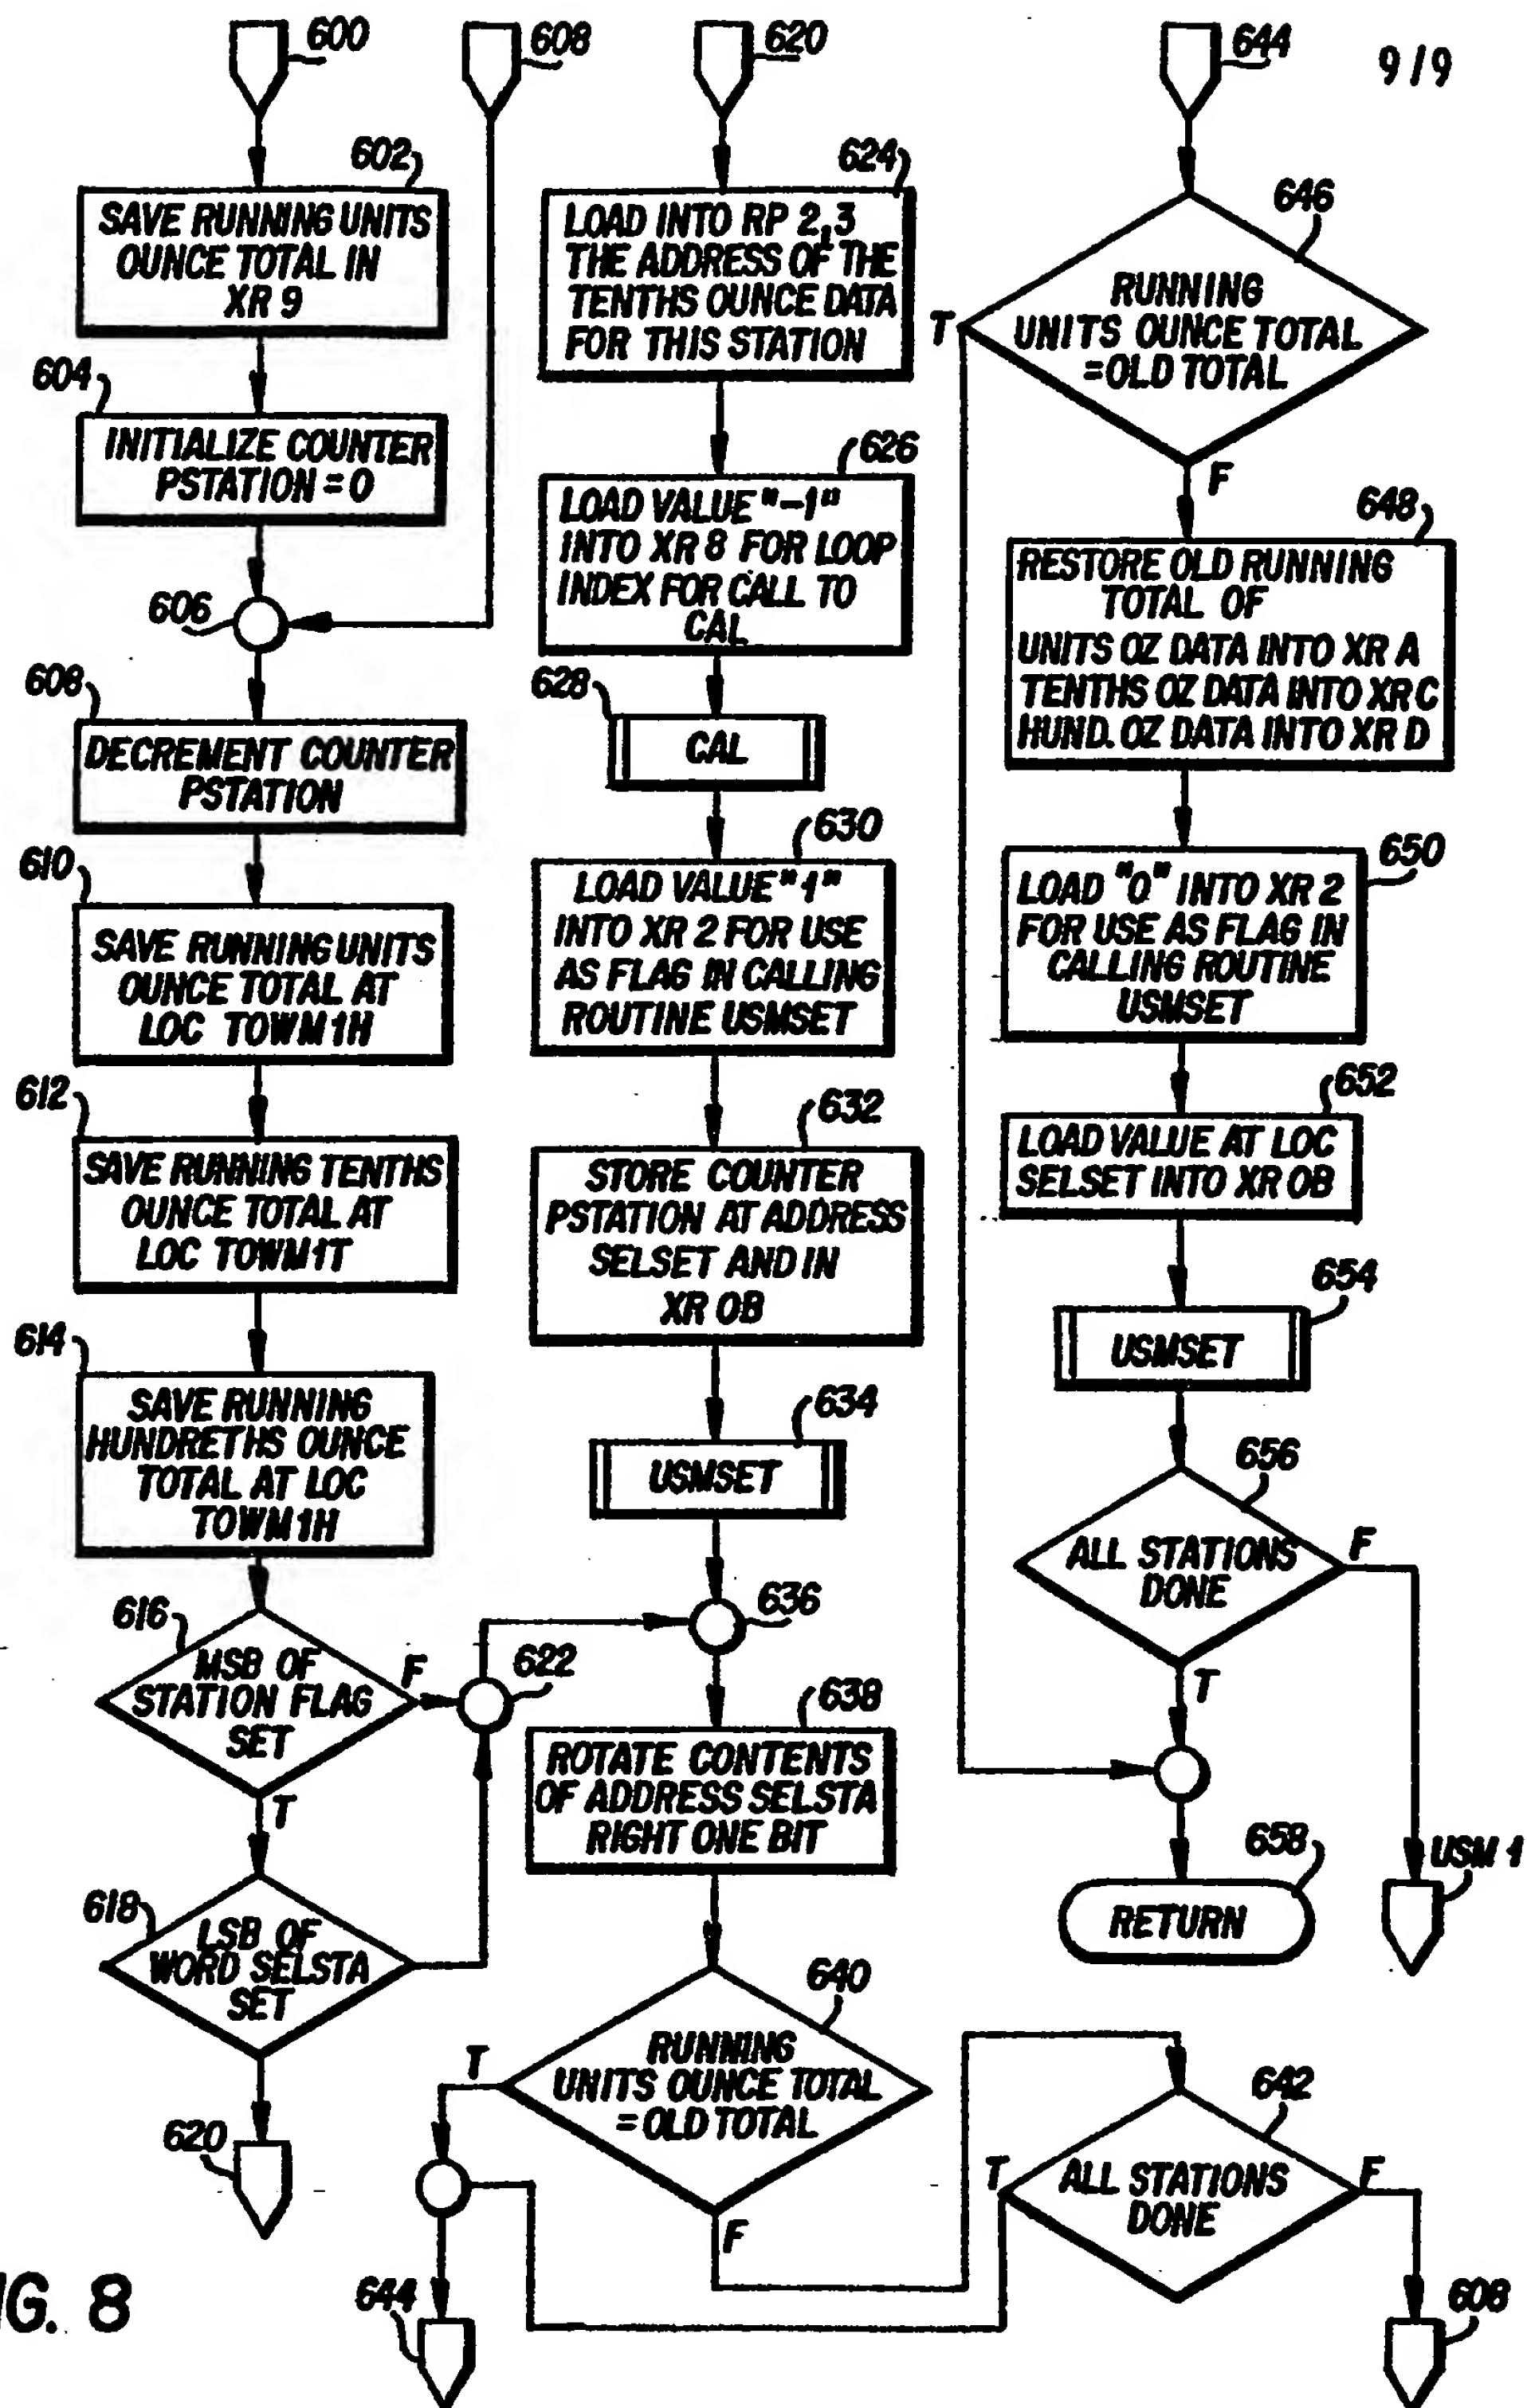 600
608
620
644
9/9
602
SAVE RUNNING UNITS
OUNCE TOTAL IN
XR 9
604
INITIALIZE COUNTER
PSTATION = 0
606
608
DECREMENT COUNTER
PSTATION
610
SAVE RUNNING UNITS
OUNCE TOTAL AT
LOC TOWM1H
612
SAVE RUNNING TENTHS
OUNCE TOTAL AT
LOC TOWM1T
614
SAVE RUNNING
HUNDRETHS OUNCE
TOTAL AT LOC
TOWM1H
616
MSB OF
STATION FLAG
SET
F
622
T
618
LSB OF
WORD SELSTA
SET
620
624
LOAD INTO RP 2,3
THE ADDRESS OF THE
TENTHS OUNCE DATA
FOR THIS STATION
626
LOAD VALUE "-1"
INTO XR 8 FOR LOOP
INDEX FOR CALL TO
CAL
628
CAL
630
LOAD VALUE "1"
INTO XR 2 FOR USE
AS FLAG IN CALLING
ROUTINE USMSET
632
STORE COUNTER
PSTATION AT ADDRESS
SELSET AND IN
XR 0B
634
USMSET
636
638
ROTATE CONTENTS
OF ADDRESS SELSTA
RIGHT ONE BIT
640
RUNNING
UNITS OUNCE TOTAL
= OLD TOTAL
T
F
644
646
RUNNING
UNITS OUNCE TOTAL
=OLD TOTAL
T
F
648
RESTORE OLD RUNNING
TOTAL OF
UNITS OZ DATA INTO XR A
TENTHS OZ DATA INTO XR C
HUND. OZ DATA INTO XR D
650
LOAD "0" INTO XR 2
FOR USE AS FLAG IN
CALLING ROUTINE
USMSET
652
LOAD VALUE AT LOC
SELSET INTO XR 0B
654
USMSET
656
ALL STATIONS
DONE
F
T
658
RETURN
USM 1
642
ALL STATIONS
DONE
T
F
608
IG. 8